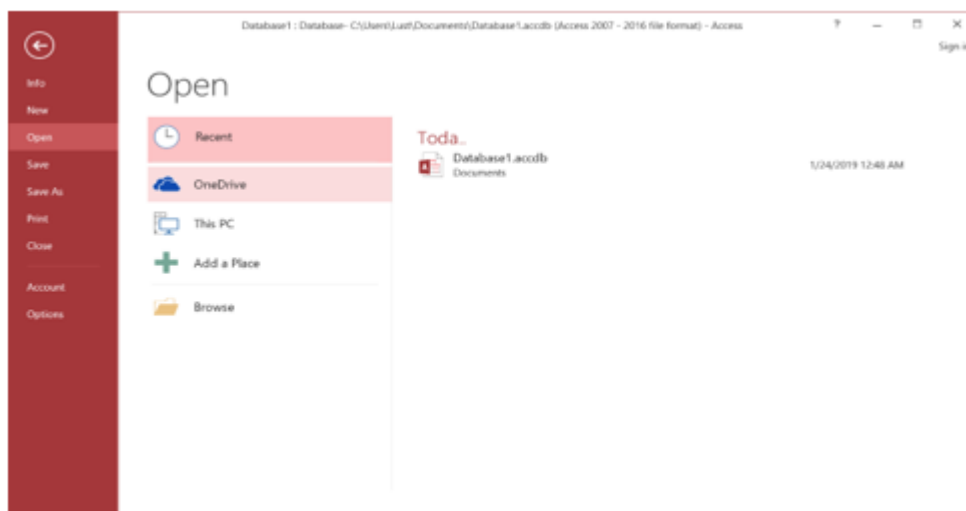 Database1 : Database- C:\Users\Lust\Documents\Database1.accdb (Access 2007 - 2016 file format) - Access
?
Sign i
Info
New
Open
Save
Save As
Print
Close
Account
Options
Open
Recent
OneDrive
This PC
Add a Place
Browse
Toda..
Database1.accdb
1/24/2019 12:48 AM
Documents